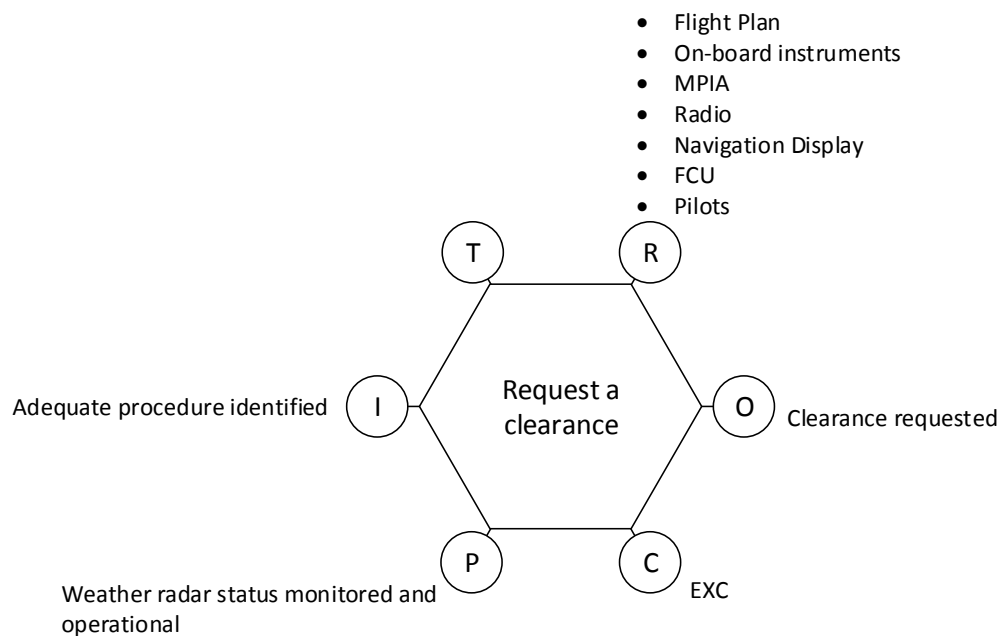 • Flight Plan
• On-board instruments
• MPIA
• Radio
• Navigation Display
• FCU
• Pilots
T
R
Request a
clearance
Adequate procedure identified
I
O
Clearance requested
P
C
Weather radar status monitored and
operational
EXC